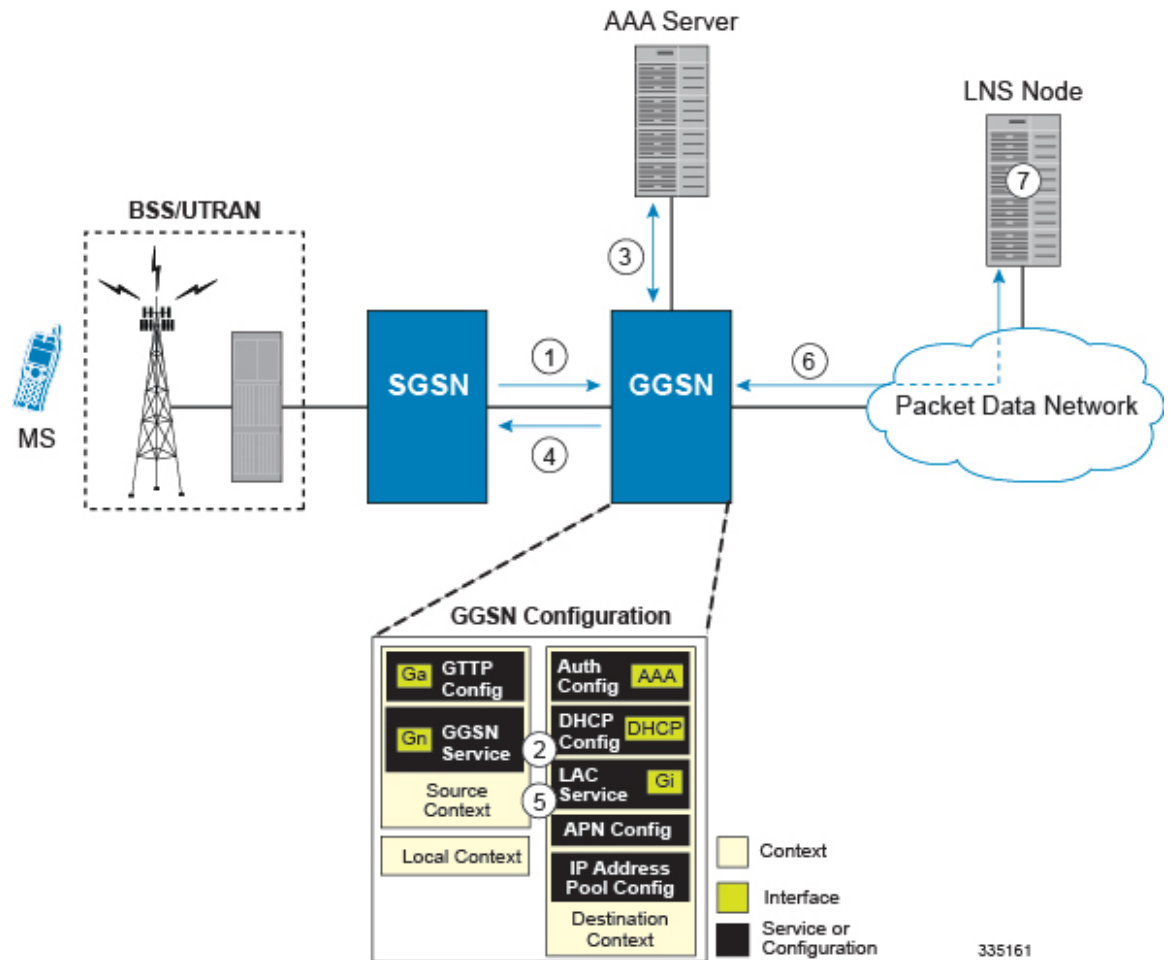 AAA Server
LNS Node
7
BSS/UTRAN
3
MS
SGSN
1
GGSN
6
Packet Data Network
4
GGSN Configuration
Ga
GTTP
Config
Auth
Config
AAA
Gn
GGSN
Service
2
DHCP
Config
DHCP
Source
Context
5
LAC
Service
Gi
APN Config
Local Context
IP Address
Pool Config
Destination
Context
Context
Interface
Service or
Configuration
335161